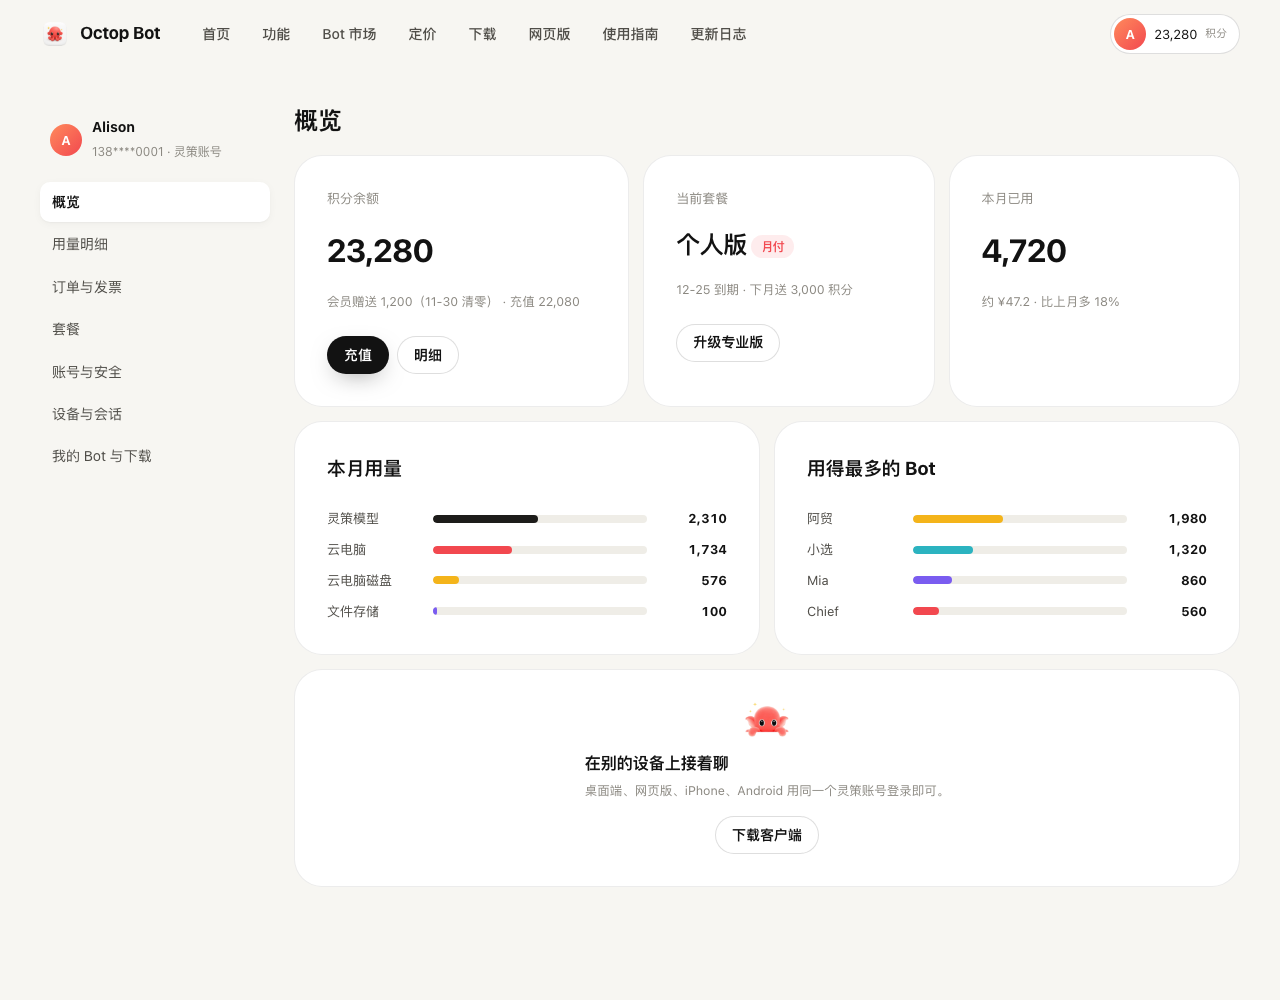 Octop Bot 首页 功能 Bot 市场 定价 下载 网页版 使用指南 更新日志 A 23,280 积分
A
Alison
138****0001 · 灵策账号
概览
用量明细
订单与发票
套餐
账号与安全
设备与会话
我的 Bot 与下载
概览
积分余额
23,280
会员赠送 1,200（11-30 清零） · 充值 22,080
充值 明细
当前套餐
个人版 月付
12-25 到期 · 下月送 3,000 积分
升级专业版
本月已用
4,720
约 ¥47.2 · 比上月多 18%
本月用量
灵策模型 2,310
云电脑 1,734
云电脑磁盘 576
文件存储 100
用得最多的 Bot
阿贸 1,980
小选 1,320
Mia 860
Chief 560
在别的设备上接着聊
桌面端、网页版、iPhone、Android 用同一个灵策账号登录即可。
下载客户端